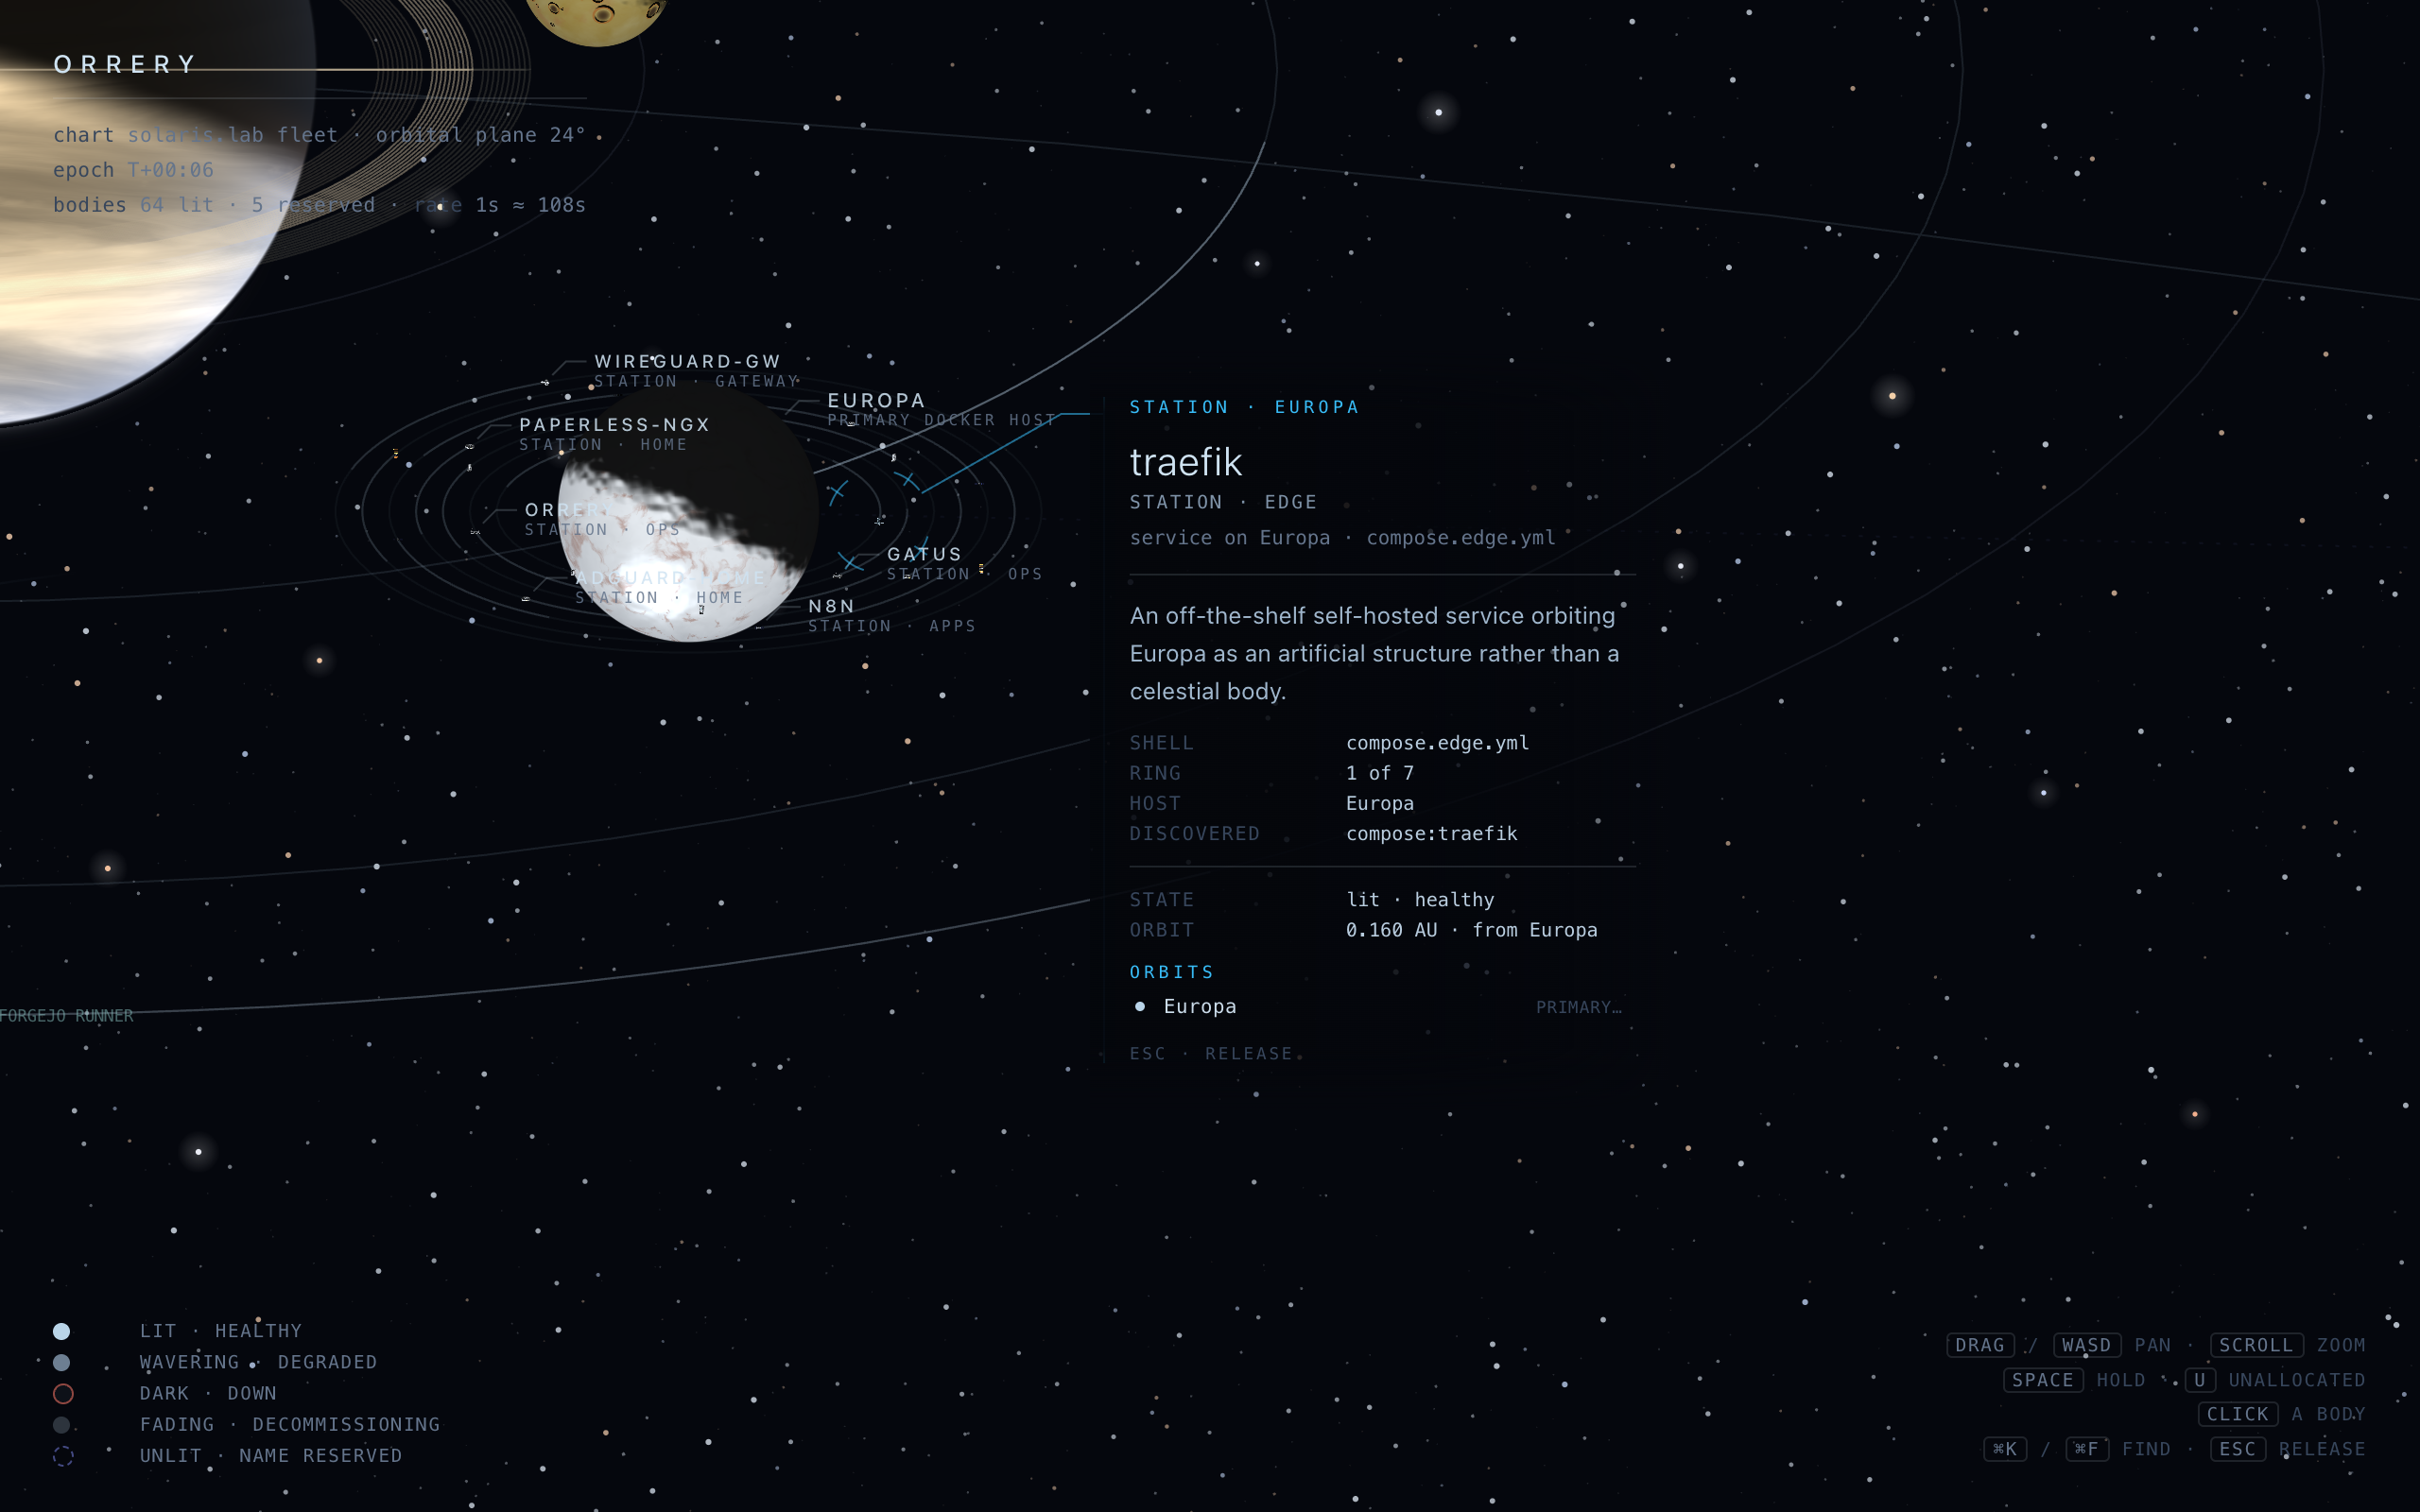 ORRERY
chart solaris.lab fleet · orbital plane 24°
epoch T+00:06
bodies 64 lit · 5 reserved · rate 1s ≈ 108s
WIREGUARD-GW
STATION · GATEWAY
EUROPA
PRIMARY DOCKER HOST
PAPERLESS-NGX
STATION · HOME
ORRERY
STATION · OPS
GATUS
STATION · OPS
ADGUARD-HOME
STATION · HOME
N8N
STATION · APPS
FORGEJO RUNNER
STATION · EUROPA
traefik
STATION · EDGE
service on Europa · compose.edge.yml
An off-the-shelf self-hosted service orbiting
Europa as an artificial structure rather than a
celestial body.
SHELL compose.edge.yml
RING 1 of 7
HOST Europa
DISCOVERED compose:traefik
STATE lit · healthy
ORBIT 0.160 AU · from Europa
ORBITS
Europa PRIMARY…
ESC · RELEASE
LIT · HEALTHY
WAVERING · DEGRADED
DARK · DOWN
FADING · DECOMMISSIONING
UNLIT · NAME RESERVED
DRAG / WASD PAN · SCROLL ZOOM
SPACE HOLD · U UNALLOCATED
CLICK A BODY
⌘K / ⌘F FIND · ESC RELEASE